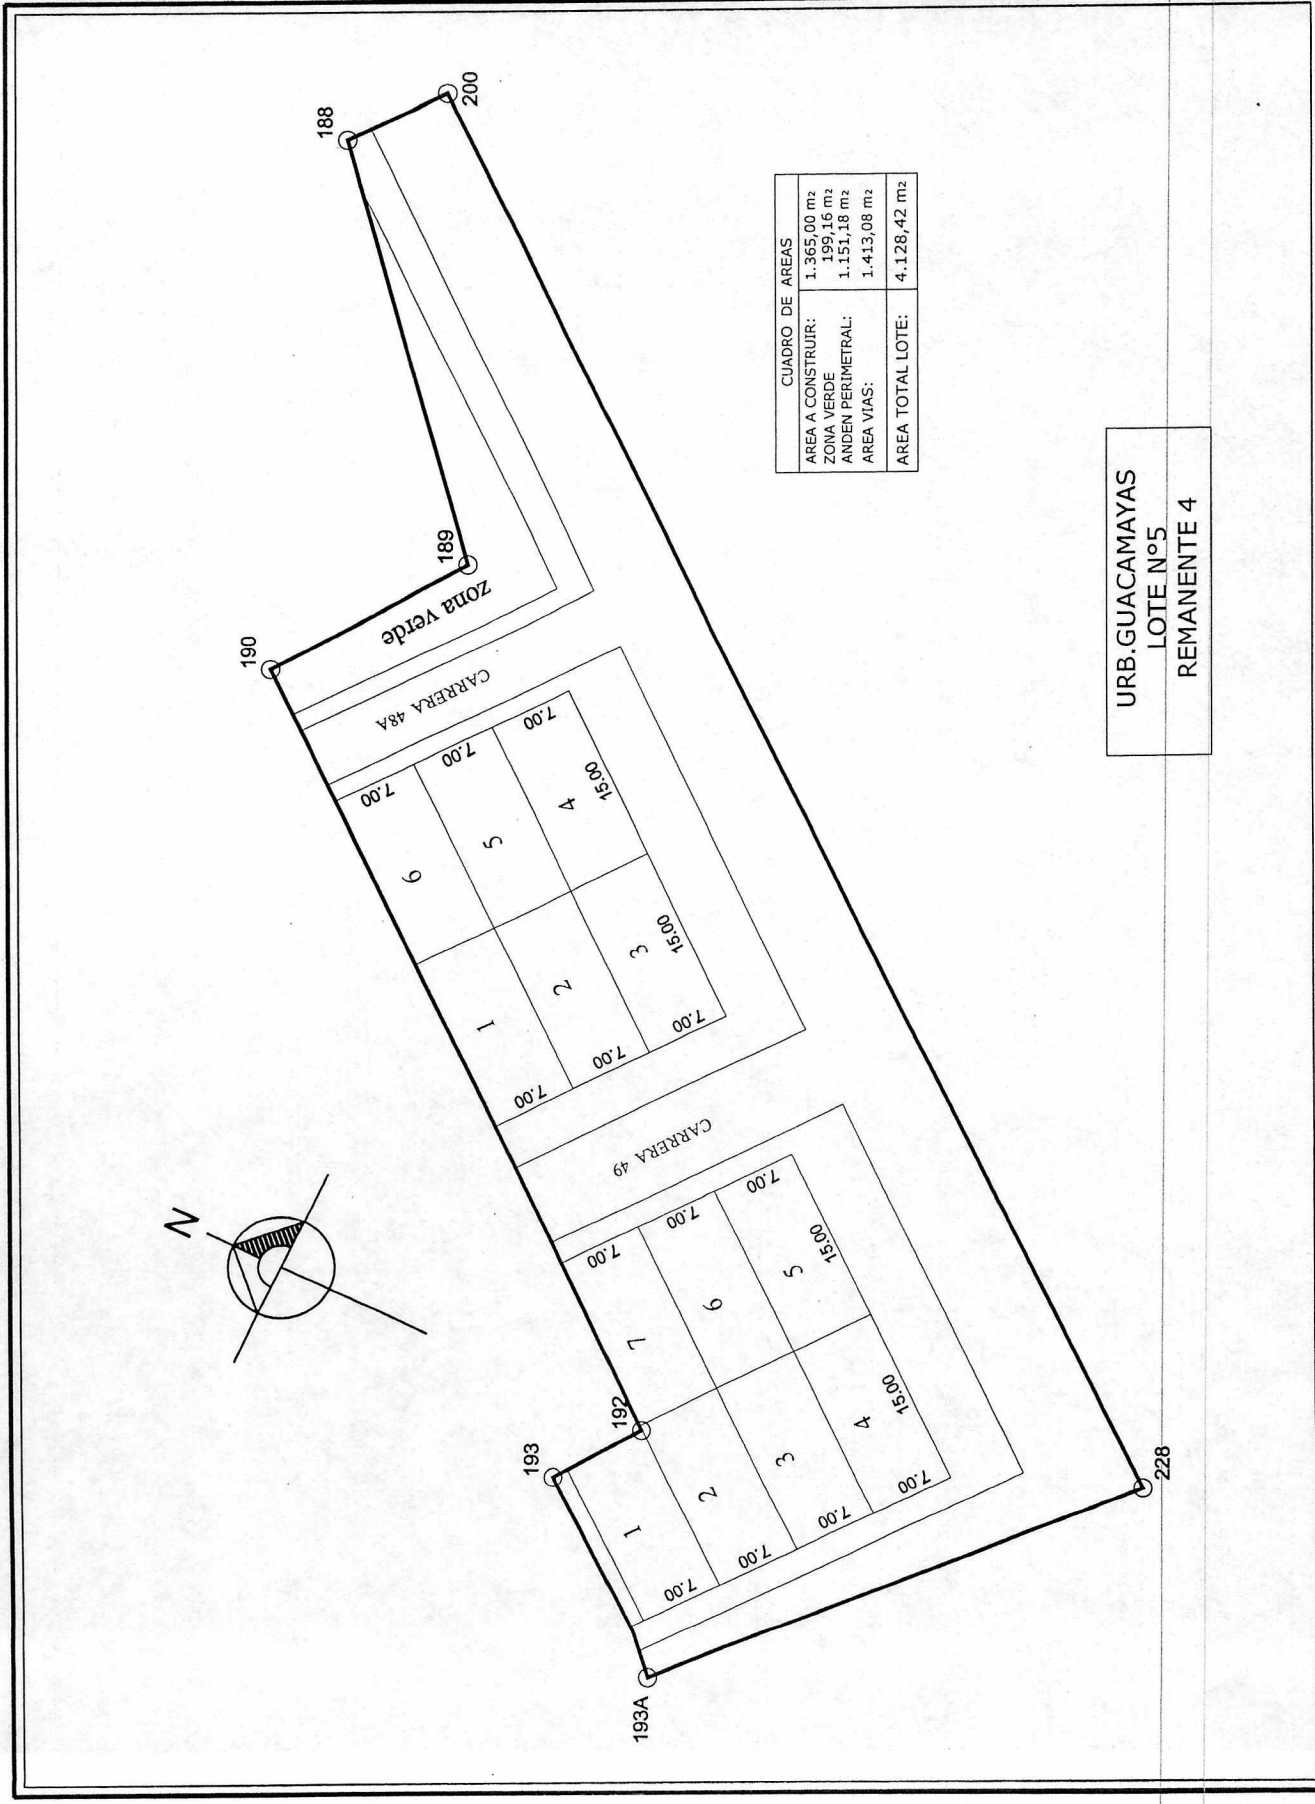 188
200
190
189
zona verde
CARRERA 48A
7.00
7.00
7.00
6
5
4
15.00
1
2
3
15.00
7.00
7.00
7.00
CARRERA 49
N
193
192
7.00
7.00
7.00
7
6
5
15.00
1
2
3
4
15.00
7.00
7.00
7.00
7.00
193A
228
CUADRO DE AREAS
AREA A CONSTRUIR: 1.365,00 m2
ZONA VERDE 199,16 m2
ANDEN PERIMETRAL: 1.151,18 m2
AREA VIAS: 1.413,08 m2
AREA TOTAL LOTE: 4.128,42 m2
URB.GUACAMAYAS
LOTE N°5
REMANENTE 4